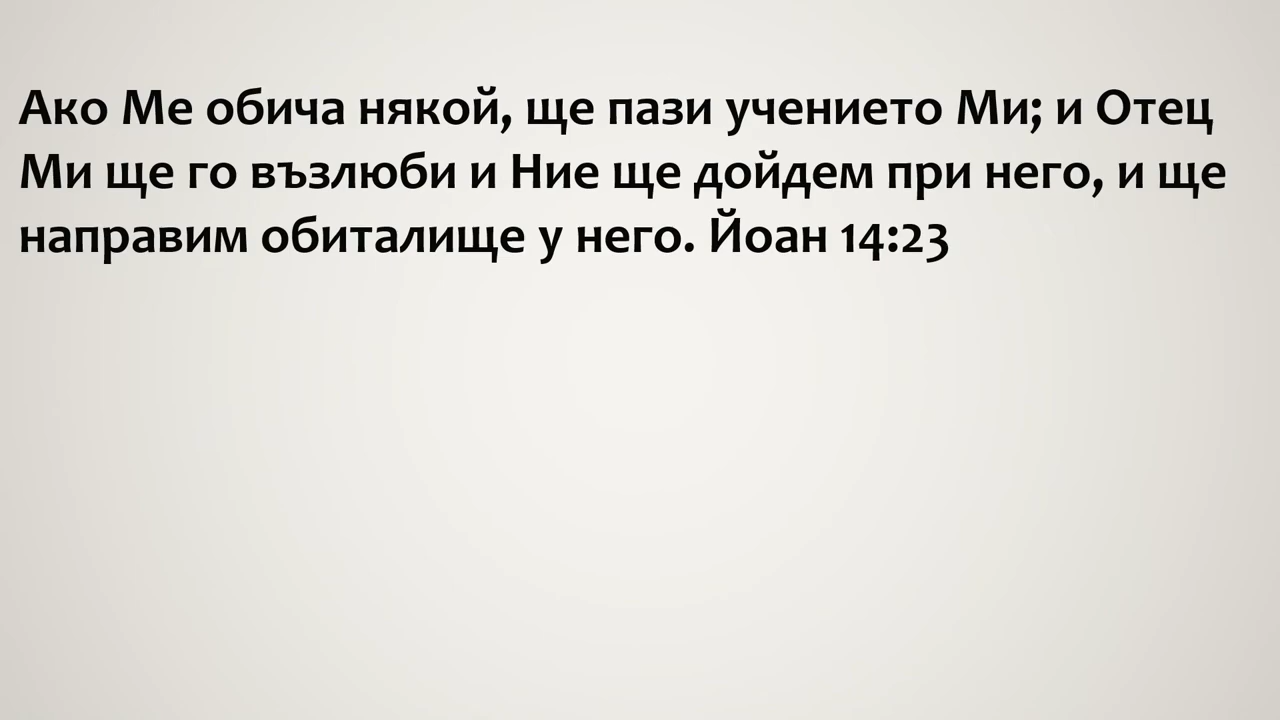 Ако Ме обича някой, ще пази учението Ми; и Отец
Ми ще го възлюби и Ние ще дойдем при него, и ще
направим обиталище у него. Йоан 14:23